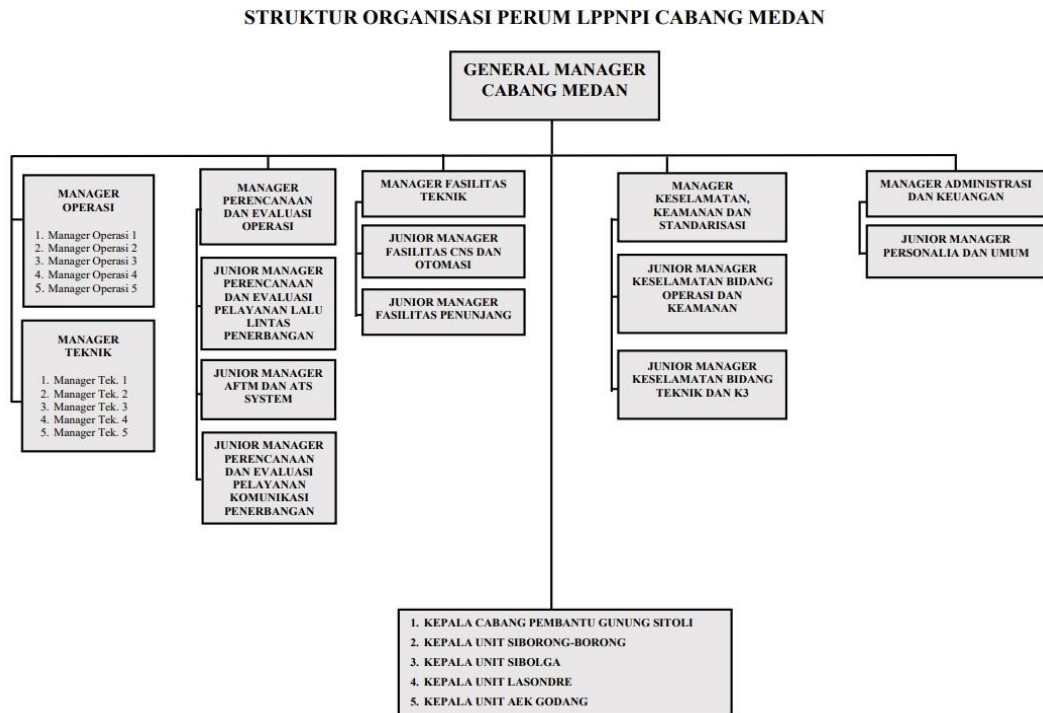 STRUKTUR ORGANISASI PERUM LPPNPI CABANG MEDAN
GENERAL MANAGER
CABANG MEDAN
MANAGER
OPERASI
1. Manager Operasi 1
2. Manager Operasi 2
3. Manager Operasi 3
4. Manager Operasi 4
5. Manager Operasi 5
MANAGER
TEKNIK
1. Manager Tek. 1
2. Manager Tek. 2
3. Manager Tek. 3
4. Manager Tek. 4
5. Manager Tek. 5
MANAGER
PERENCANAAN
DAN EVALUASI
OPERASI
JUNIOR MANAGER
PERENCANAAN
DAN EVALUASI
PELAYANAN LALU
LINTAS
PENERBANGAN
JUNIOR MANAGER
AFTM DAN ATS
SYSTEM
JUNIOR MANAGER
PERENCANAAN
DAN EVALUASI
PELAYANAN
KOMUNIKASI
PENERBANGAN
MANAGER FASILITAS
TEKNIK
JUNIOR MANAGER
FASILITAS CNS DAN
OTOMASI
JUNIOR MANAGER
FASILITAS PENUNJANG
MANAGER
KESELAMATAN,
KEAMANAN DAN
STANDARISASI
JUNIOR MANAGER
KESELAMATAN BIDANG
OPERASI DAN
KEAMANAN
JUNIOR MANAGER
KESELAMATAN BIDANG
TEKNIK DAN K3
MANAGER ADMINISTRASI
DAN KEUANGAN
JUNIOR MANAGER
PERSONALIA DAN UMUM
1. KEPALA CABANG PEMBANTU GUNUNG SITOLI
2. KEPALA UNIT SIBORONG-BORONG
3. KEPALA UNIT SIBOLGA
4. KEPALA UNIT LASONDRE
5. KEPALA UNIT AEK GODANG